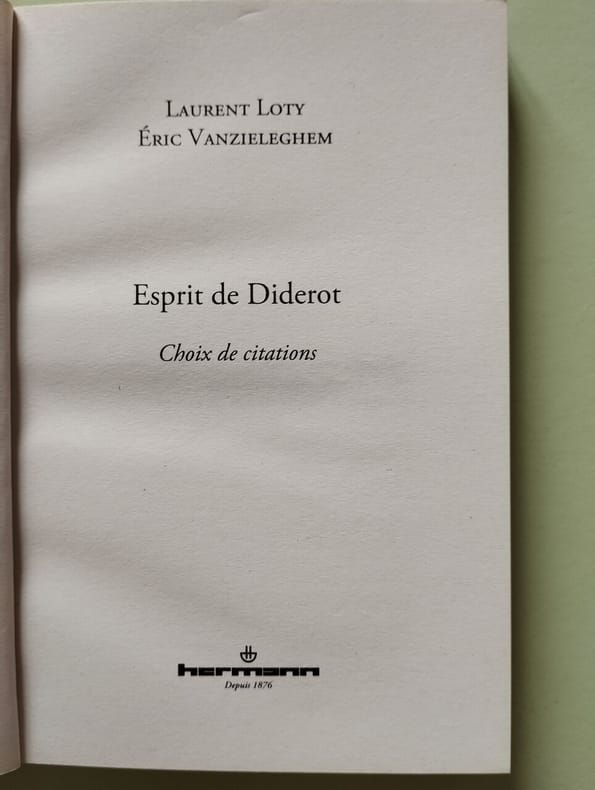 Laurent Loty
Éric Vanzieleghem
Esprit de Diderot
Choix de citations
hermann
Depuis 1876